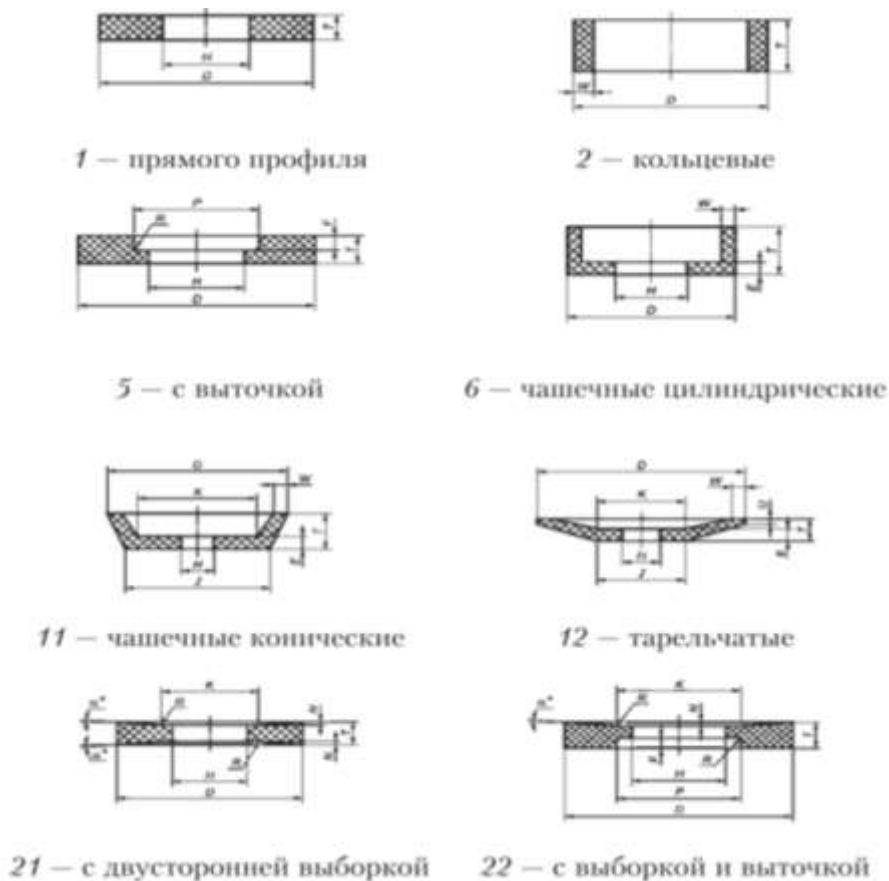 T
H
D
1 — прямого профиля
T
W
D
2 — кольцевые
P
R
F
T
H
D
5 — с выточкой
W
T
E
H
D
6 — чашечные цилиндрические
D
W
K
T
E
H
J
11 — чашечные конические
D
W
K
U
T
E
H
J
12 — тарельчатые
K
R
N
T
N
R
H
D
21 — с двусторонней выборкой
K
R
N
T
F
R
H
P
D
22 — с выборкой и выточкой